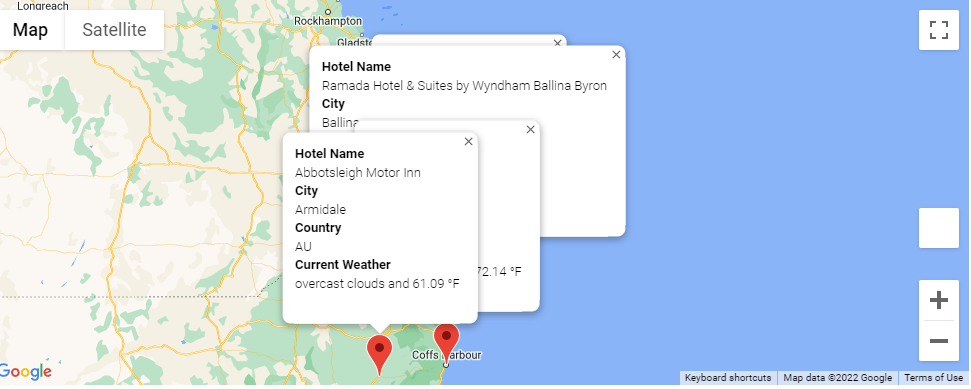 Longreach
Rockhampton
Map
Satellite
Hotel Name
Ramada Hotel & Suites by Wyndham Ballina Byron
City
Ballina
Hotel Name
Abbotsleigh Motor Inn
City
Armidale
Country
AU
Current Weather
overcast clouds and 61.09 °F
72.14 °F
Coffs Harbour
Google
Keyboard shortcuts
Map data ©2022 Google
Terms of Use